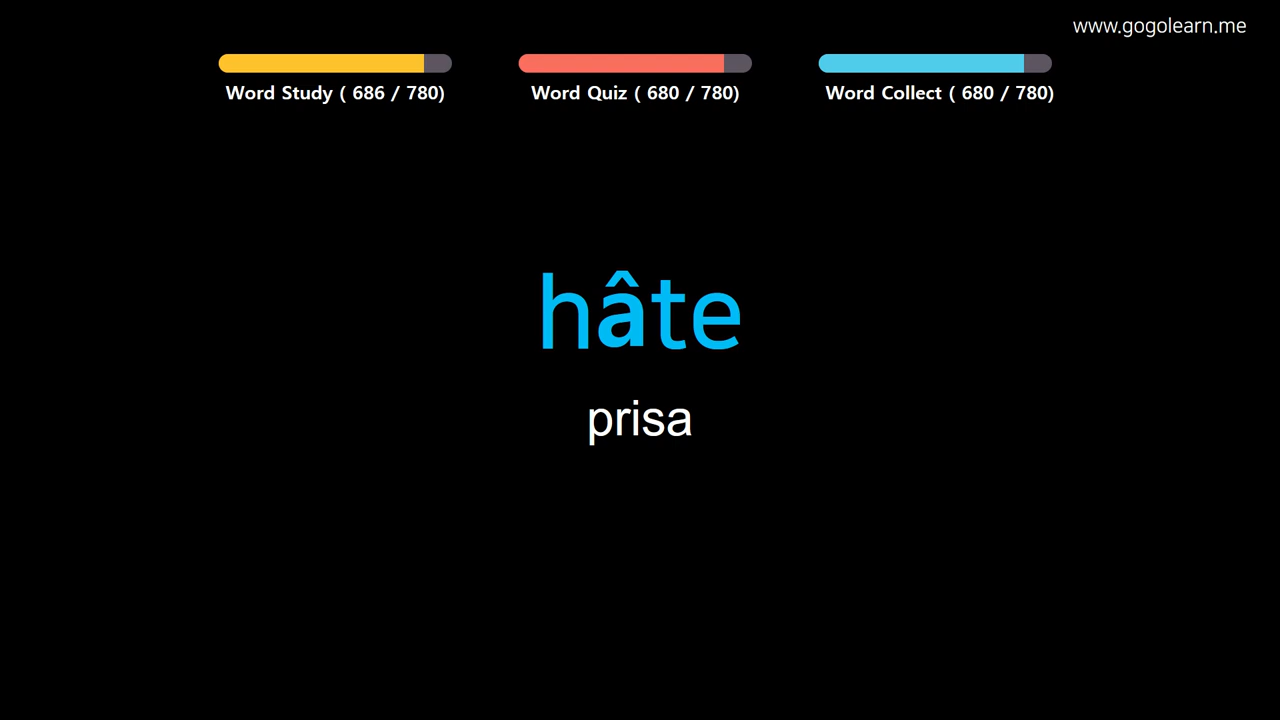 www.gogolearn.me
Word Study ( 686 / 780)
Word Quiz ( 680 / 780)
Word Collect ( 680 / 780)
hâte
prisa